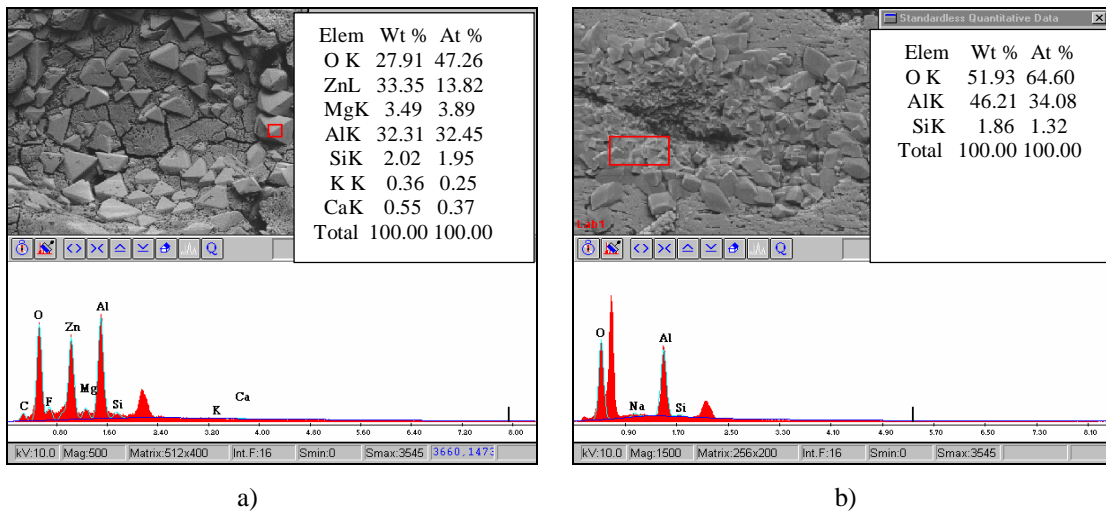 Elem Wt % At %
O K 27.91 47.26
ZnL 33.35 13.82
MgK 3.49 3.89
AlK 32.31 32.45
SiK 2.02 1.95
K K 0.36 0.25
CaK 0.55 0.37
Total 100.00 100.00
Q
C O F Zn Mg Al Si K Ca
0.80 1.60 2.40 3.20 4.00 4.80 5.60 6.40 7.20 8.00
kV:10.0 Mag:500 Matrix:512x400 Int.F:16 Smin:0 Smax:3545 3660,1473
a)
Standardless Quantitative Data
Elem Wt % At %
O K 51.93 64.60
AlK 46.21 34.08
SiK 1.86 1.32
Total 100.00 100.00
Lah1
Q
O Na Al Si
0.90 1.70 2.50 3.30 4.10 4.90 5.70 6.50 7.30 8.10
kV:10.0 Mag:1500 Matrix:256x200 Int.F:16 Smin:0 Smax:3545
b)